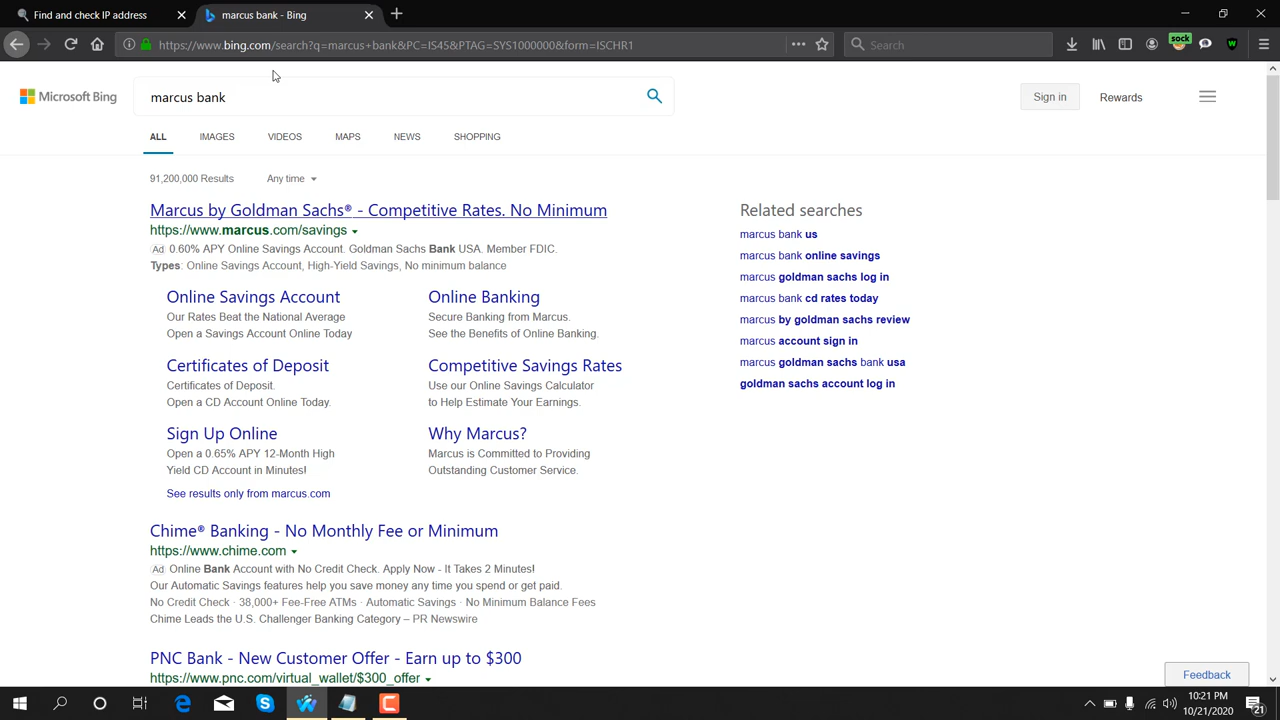 Find and check IP address
marcus bank - Bing
https://www.bing.com/search?q=marcus+bank&PC=IS45&PTAG=SYS1000000&form=ISCHR1
Search
sock
Microsoft Bing
marcus bank
Sign in
Rewards
ALL IMAGES VIDEOS MAPS NEWS SHOPPING
91,200,000 Results Any time
Marcus by Goldman Sachs® - Competitive Rates. No Minimum
https://www.marcus.com/savings
Ad 0.60% APY Online Savings Account. Goldman Sachs Bank USA. Member FDIC.
Types: Online Savings Account, High-Yield Savings, No minimum balance
Online Savings Account
Our Rates Beat the National Average
Open a Savings Account Online Today
Online Banking
Secure Banking from Marcus.
See the Benefits of Online Banking.
Certificates of Deposit
Certificates of Deposit.
Open a CD Account Online Today.
Competitive Savings Rates
Use our Online Savings Calculator
to Help Estimate Your Earnings.
Sign Up Online
Open a 0.65% APY 12-Month High
Yield CD Account in Minutes!
Why Marcus?
Marcus is Committed to Providing
Outstanding Customer Service.
See results only from marcus.com
Chime® Banking - No Monthly Fee or Minimum
https://www.chime.com
Ad Online Bank Account with No Credit Check. Apply Now - It Takes 2 Minutes!
Our Automatic Savings features help you save money any time you spend or get paid.
No Credit Check · 38,000+ Fee-Free ATMs · Automatic Savings · No Minimum Balance Fees
Chime Leads the U.S. Challenger Banking Category – PR Newswire
PNC Bank - New Customer Offer - Earn up to $300
https://www.pnc.com/virtual_wallet/$300_offer
Related searches
marcus bank us
marcus bank online savings
marcus goldman sachs log in
marcus bank cd rates today
marcus by goldman sachs review
marcus account sign in
marcus goldman sachs bank usa
goldman sachs account log in
Feedback
10:21 PM
10/21/2020
21